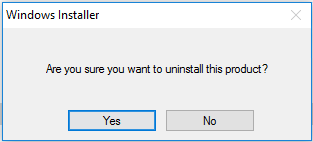 Windows Installer
Are you sure you want to uninstall this product?
Yes
No